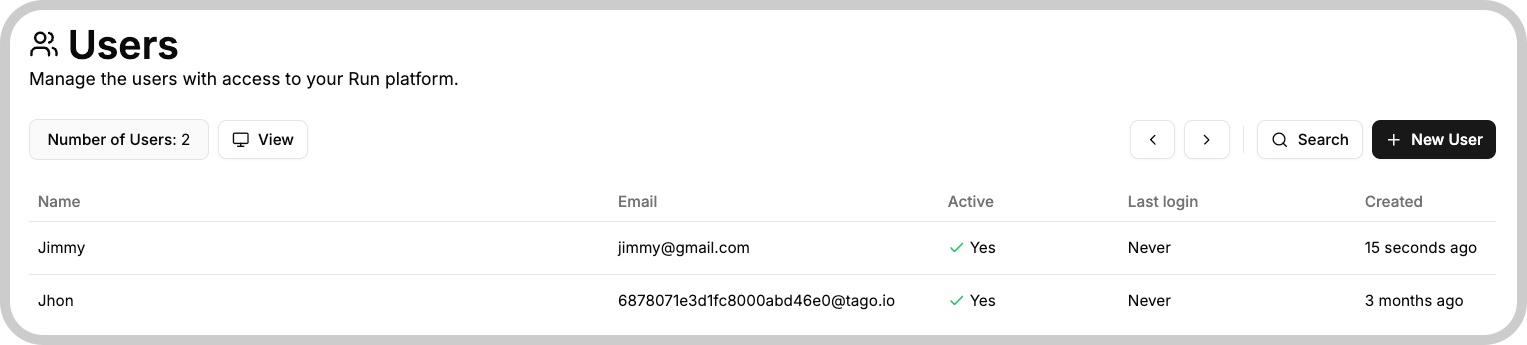 Users
Manage the users with access to your Run platform.
Number of Users: 2 View Search + New User
Name Email Active Last login Created
Jimmy jimmy@gmail.com Yes Never 15 seconds ago
Jhon 6878071e3d1fc8000abd46e0@tago.io Yes Never 3 months ago